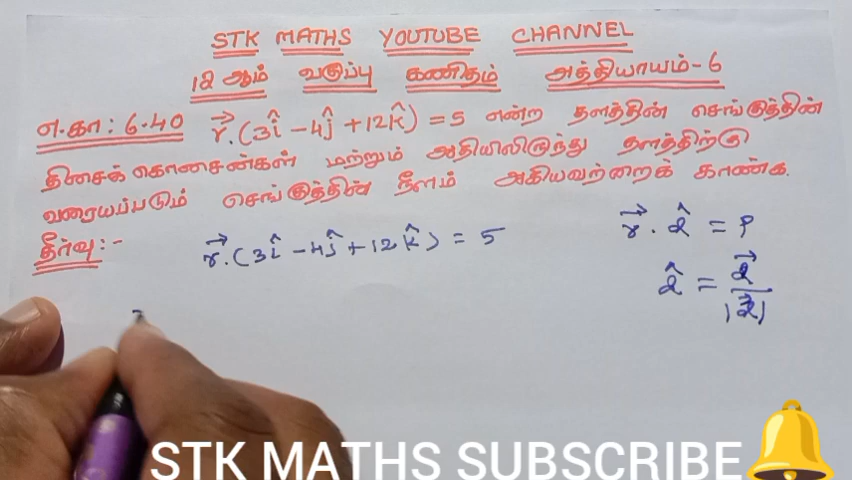 STK MATHS YOUTUBE CHANNEL
12 ஆம் வகுப்பு கணிதம் அத்தியாயம்-6
எ.கா: 6.40 r⃗.(3î - 4ĵ + 12k̂) = 5 என்ற தளத்தின் செங்குத்தின்
திசைக் கொசைன்கள் மற்றும் ஆதியிலிருந்து தளத்திற்கு
வரையப்படும் செங்குத்தின் நீளம் ஆகியவற்றைக் காண்க.
தீர்வு:-
r⃗.(3î - 4ĵ + 12k̂) = 5
r⃗.d̂ = p
d̂ = d⃗ / |d⃗|
STK MATHS SUBSCRIBE